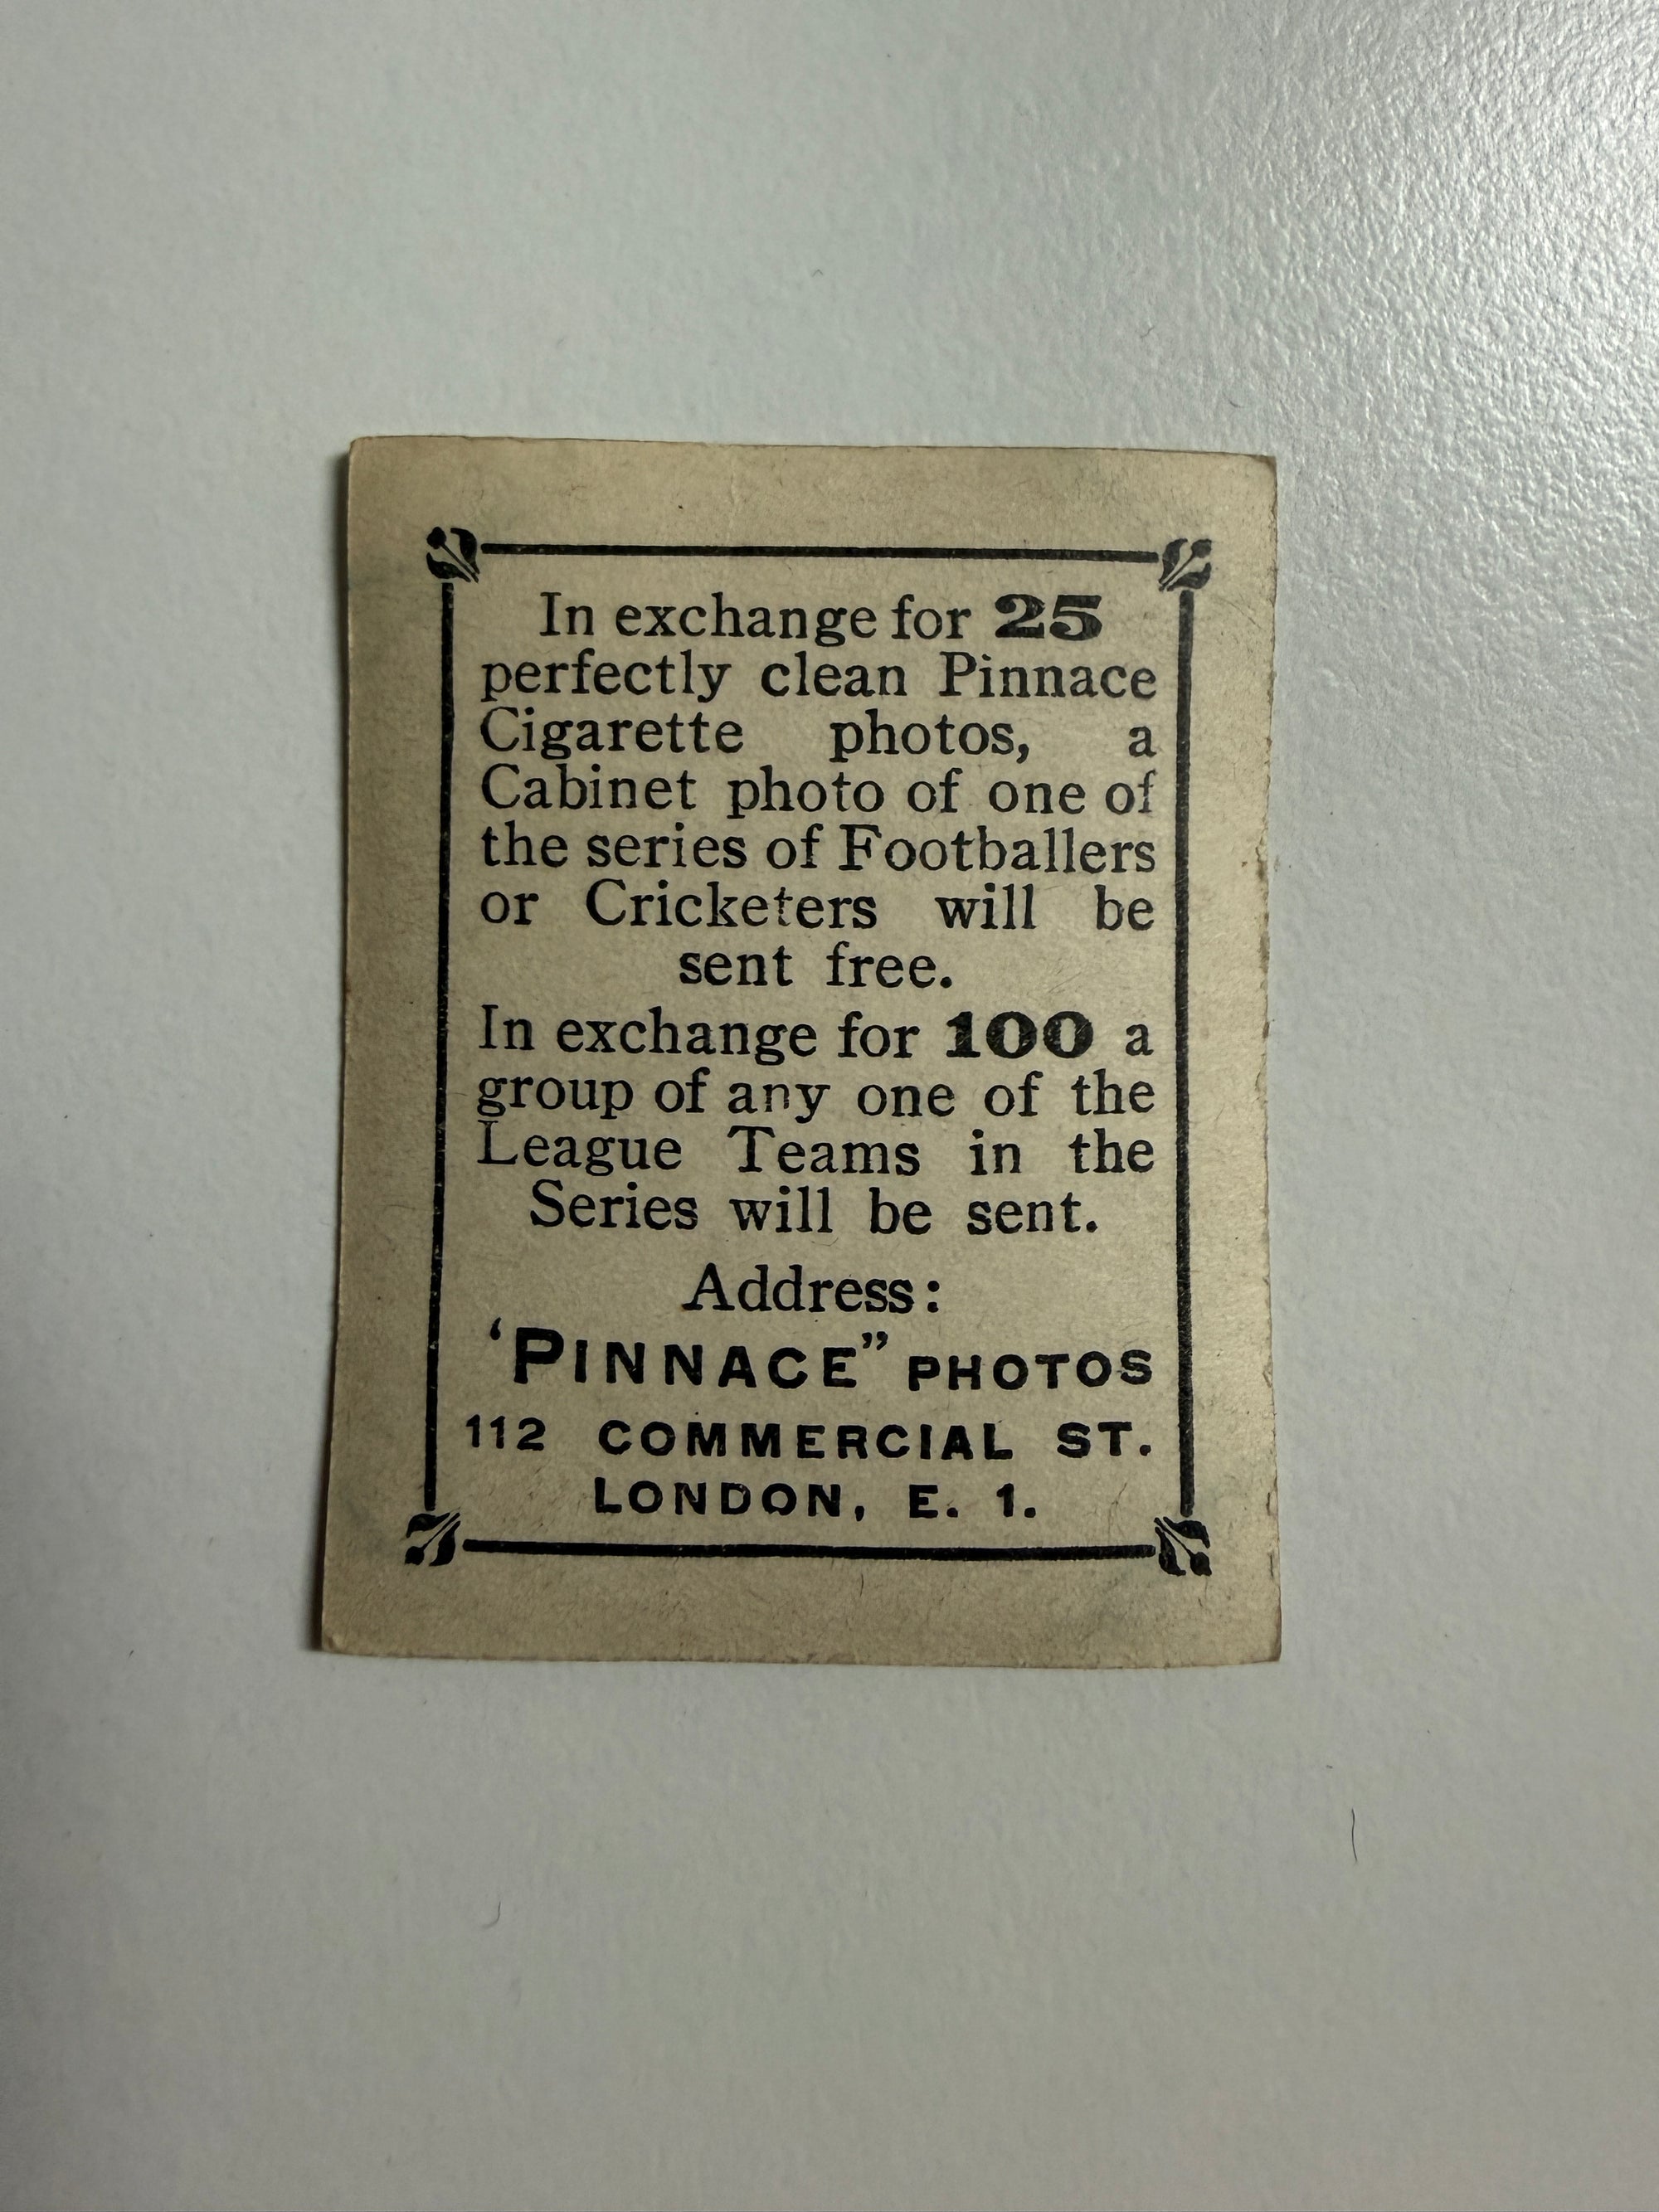 In exchange for 25
perfectly clean Pinnace
Cigarette photos, a
Cabinet photo of one of
the series of Footballers
or Cricketers will be
sent free.
In exchange for 100 a
group of any one of the
League Teams in the
Series will be sent.
Address:
‘PINNACE” PHOTOS
112 COMMERCIAL ST.
LONDON, E. 1.